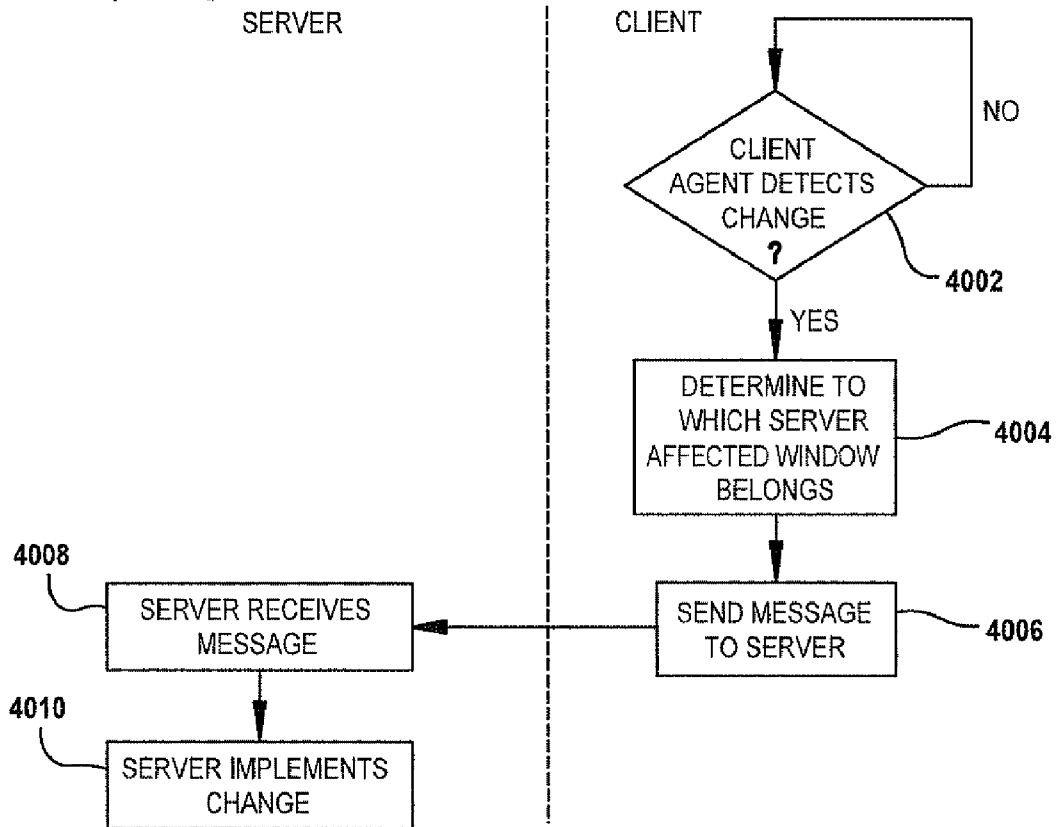 SERVER
CLIENT
NO
CLIENT
AGENT DETECTS
CHANGE
?
4002
YES
DETERMINE TO
WHICH SERVER
AFFECTED WINDOW
BELONGS
4004
4008
SERVER RECEIVES
MESSAGE
SEND MESSAGE
TO SERVER
4006
4010
SERVER IMPLEMENTS
CHANGE